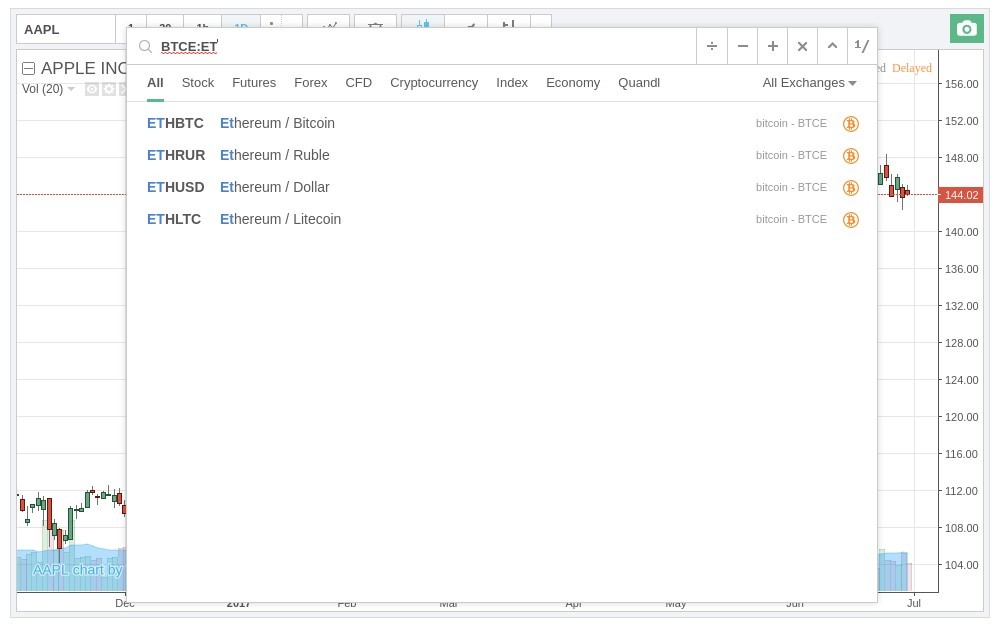 AAPL
1D
BTCE:ET
÷ − + × ^ 1/
APPLE INC
Delayed
Vol (20)
All Stock Futures Forex CFD Cryptocurrency Index Economy Quandl All Exchanges
ETHBTC Ethereum / Bitcoin bitcoin - BTCE
ETHRUR Ethereum / Ruble bitcoin - BTCE
ETHUSD Ethereum / Dollar bitcoin - BTCE
ETHLTC Ethereum / Litecoin bitcoin - BTCE
156.00
152.00
148.00
144.02
140.00
136.00
132.00
128.00
124.00
120.00
116.00
112.00
108.00
104.00
AAPL chart by
Dec 2017 Feb Mar Apr May Jun Jul